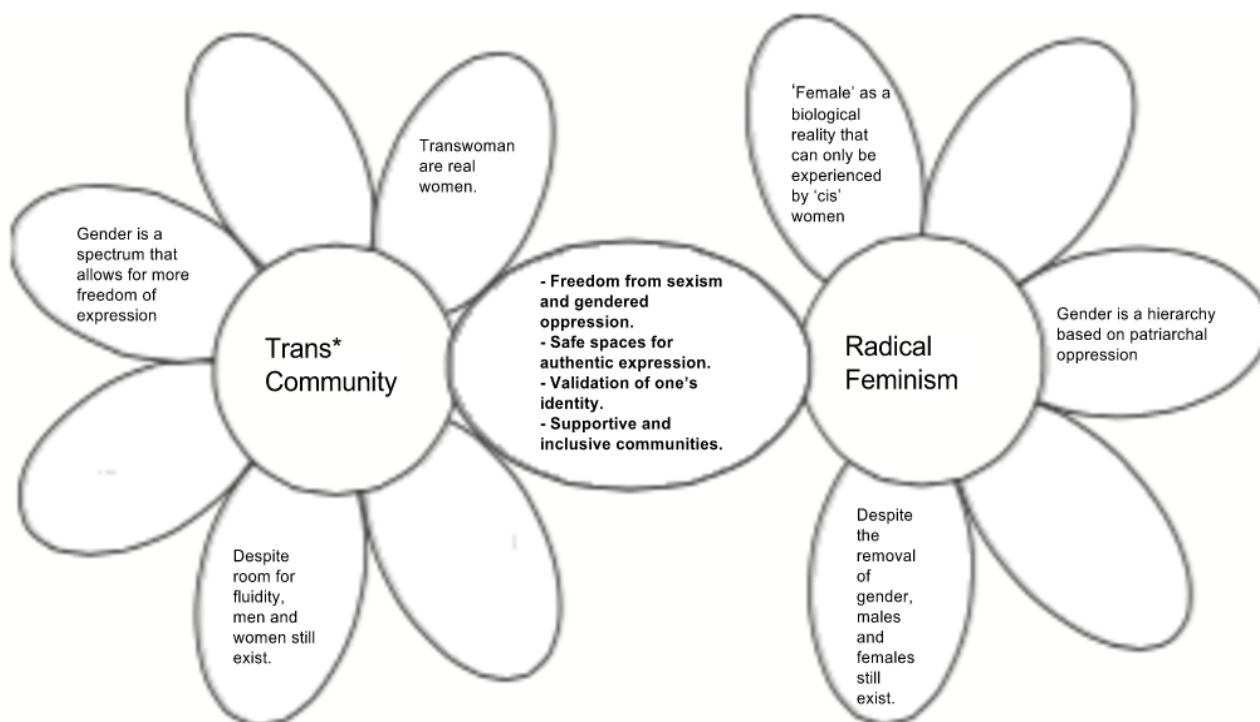 Transwoman
are real
women.
Gender is a
spectrum that
allows for more
freedom of
expression
Trans*
Community
Despite
room for
fluidity,
men and
women still
exist.
- Freedom from sexism
and gendered
oppression.
- Safe spaces for
authentic expression.
- Validation of one’s
identity.
- Supportive and
inclusive communities.
‘Female’ as a
biological
reality that
can only be
experienced
by ‘cis’
women
Radical
Feminism
Gender is a hierarchy
based on patriarchal
oppression
Despite
the
removal
of
gender,
males
and
females
still
exist.